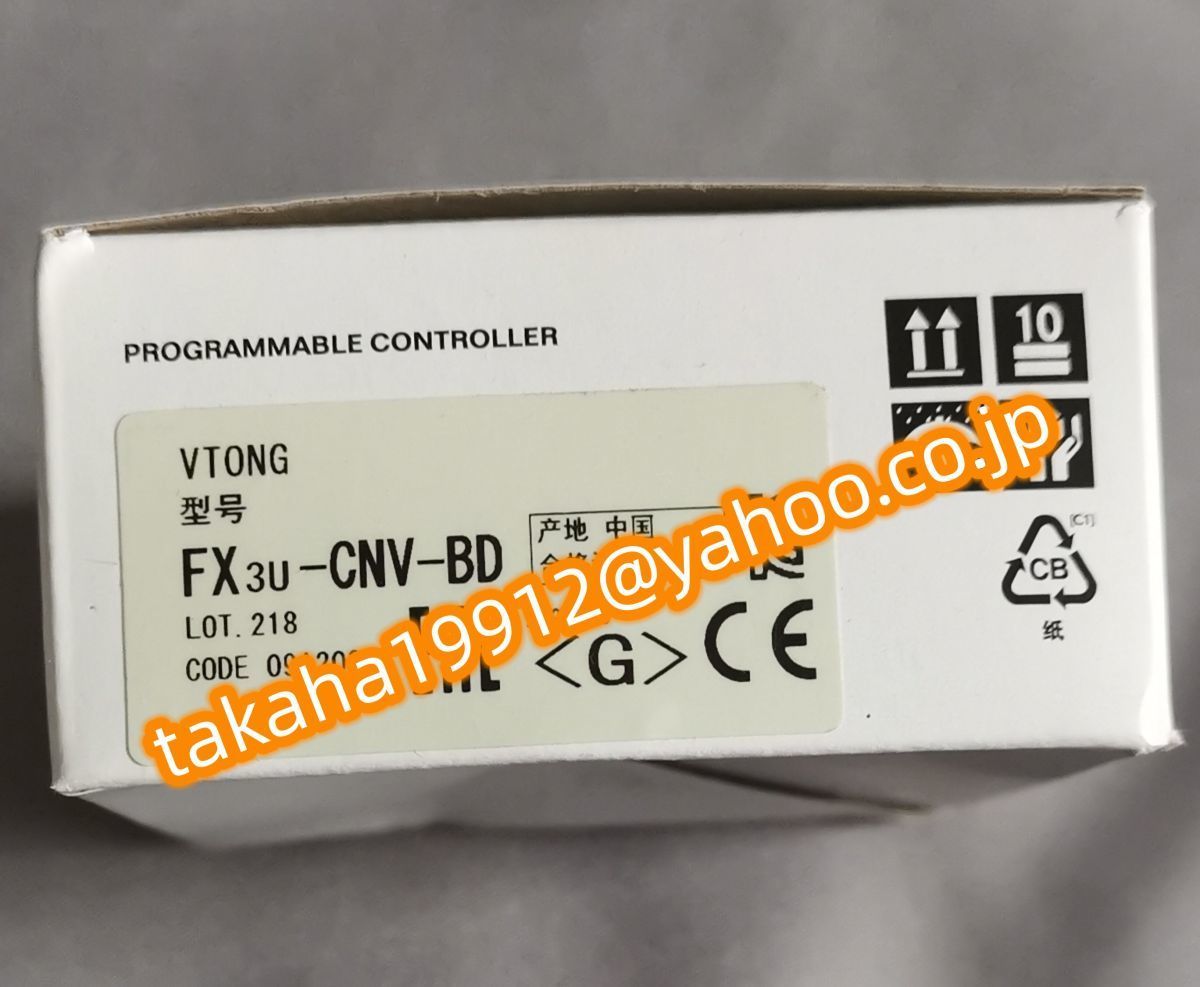 PROGRAMMABLE CONTROLLER
10
VTONG
型号
产地 中国
FX3U-CNV-BD
LOT. 218
CODE
<G> CE
[C1]
CB
纸
takaha19912@yahoo.co.jp